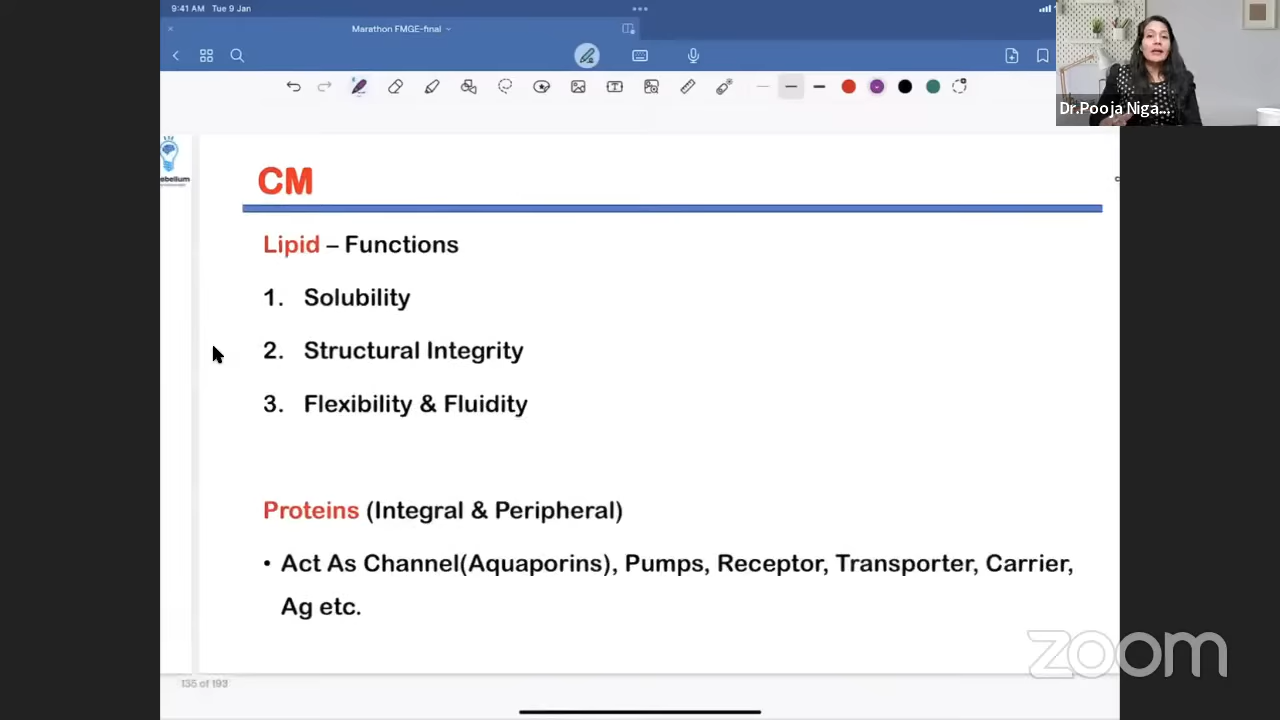 9:41 AM Tue 9 Jan
Marathon FMGE-final
Dr.Pooja Niga...
ebellum
CM
Lipid – Functions
1. Solubility
2. Structural Integrity
3. Flexibility & Fluidity
Proteins (Integral & Peripheral)
• Act As Channel(Aquaporins), Pumps, Receptor, Transporter, Carrier,
Ag etc.
zoom
135 of 193